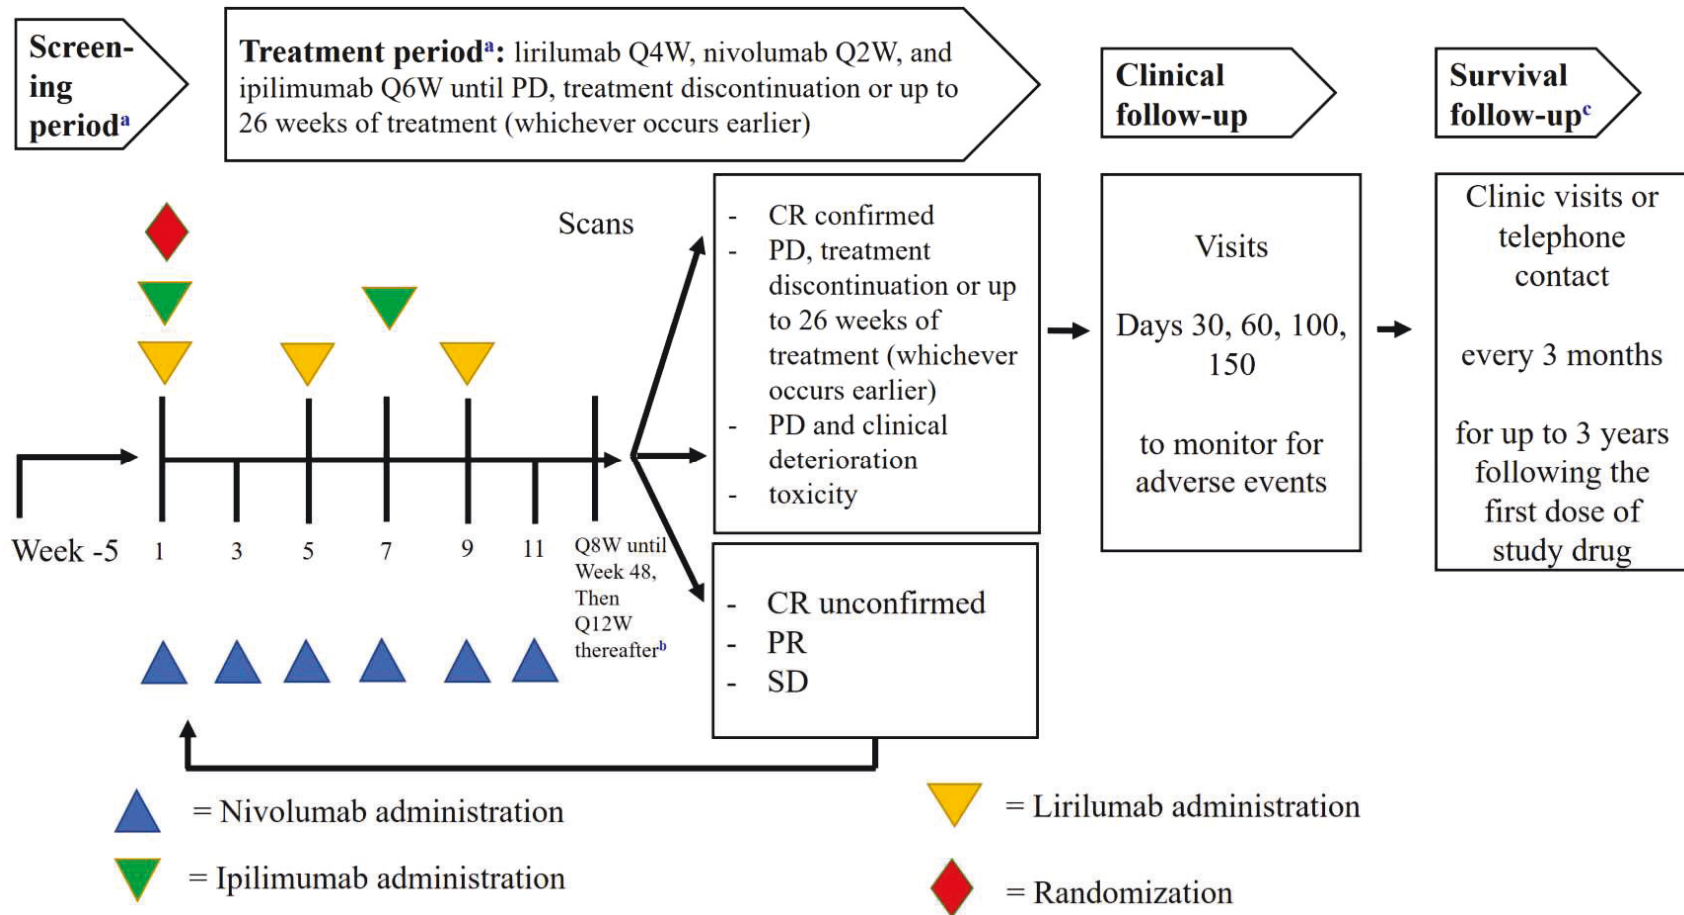 Screen-
ing
periodᵃ
Treatment periodᵃ: lirilumab Q4W, nivolumab Q2W, and
ipilimumab Q6W until PD, treatment discontinuation or up to
26 weeks of treatment (whichever occurs earlier)
Clinical
follow-up
Survival
follow-upᶜ
Scans
- CR confirmed
- PD, treatment
discontinuation or up
to 26 weeks of
treatment (whichever
occurs earlier)
- PD and clinical
deterioration
- toxicity
Visits
Days 30, 60, 100,
150
to monitor for
adverse events
Clinic visits or
telephone
contact
every 3 months
for up to 3 years
following the
first dose of
study drug
Week -5
1
3
5
7
9
11
Q8W until
Week 48,
Then
Q12W
thereafterᵇ
- CR unconfirmed
- PR
- SD
= Nivolumab administration
= Lirilumab administration
= Ipilimumab administration
= Randomization